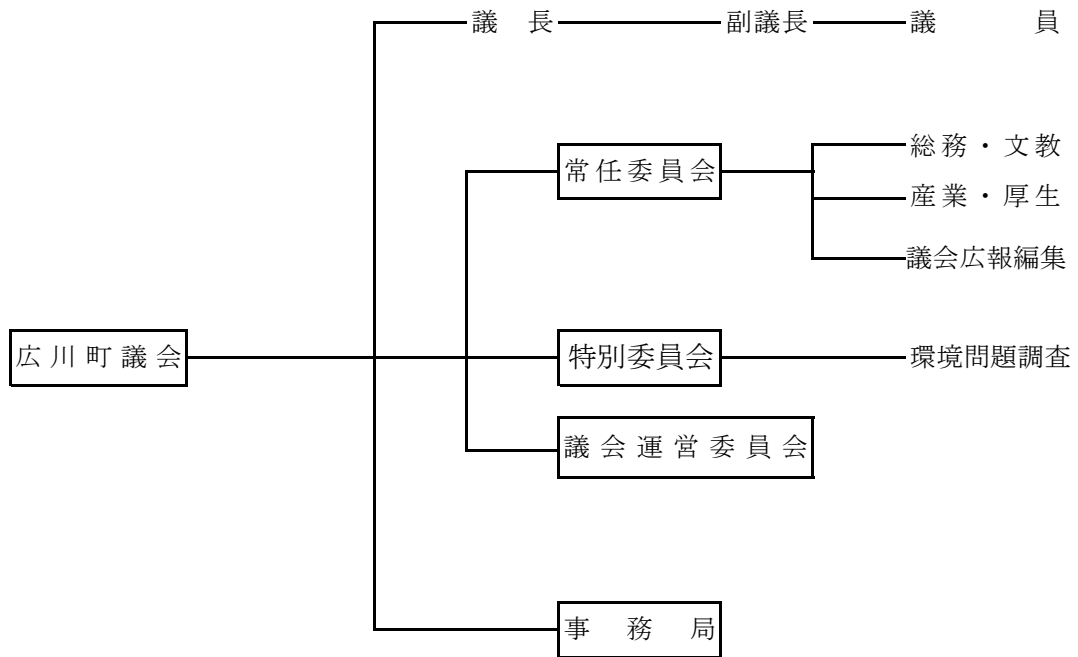 議長 副議長 議員
総務・文教
常任委員会
産業・厚生
議会広報編集
広川町議会 特別委員会 環境問題調査
議会運営委員会
事務局